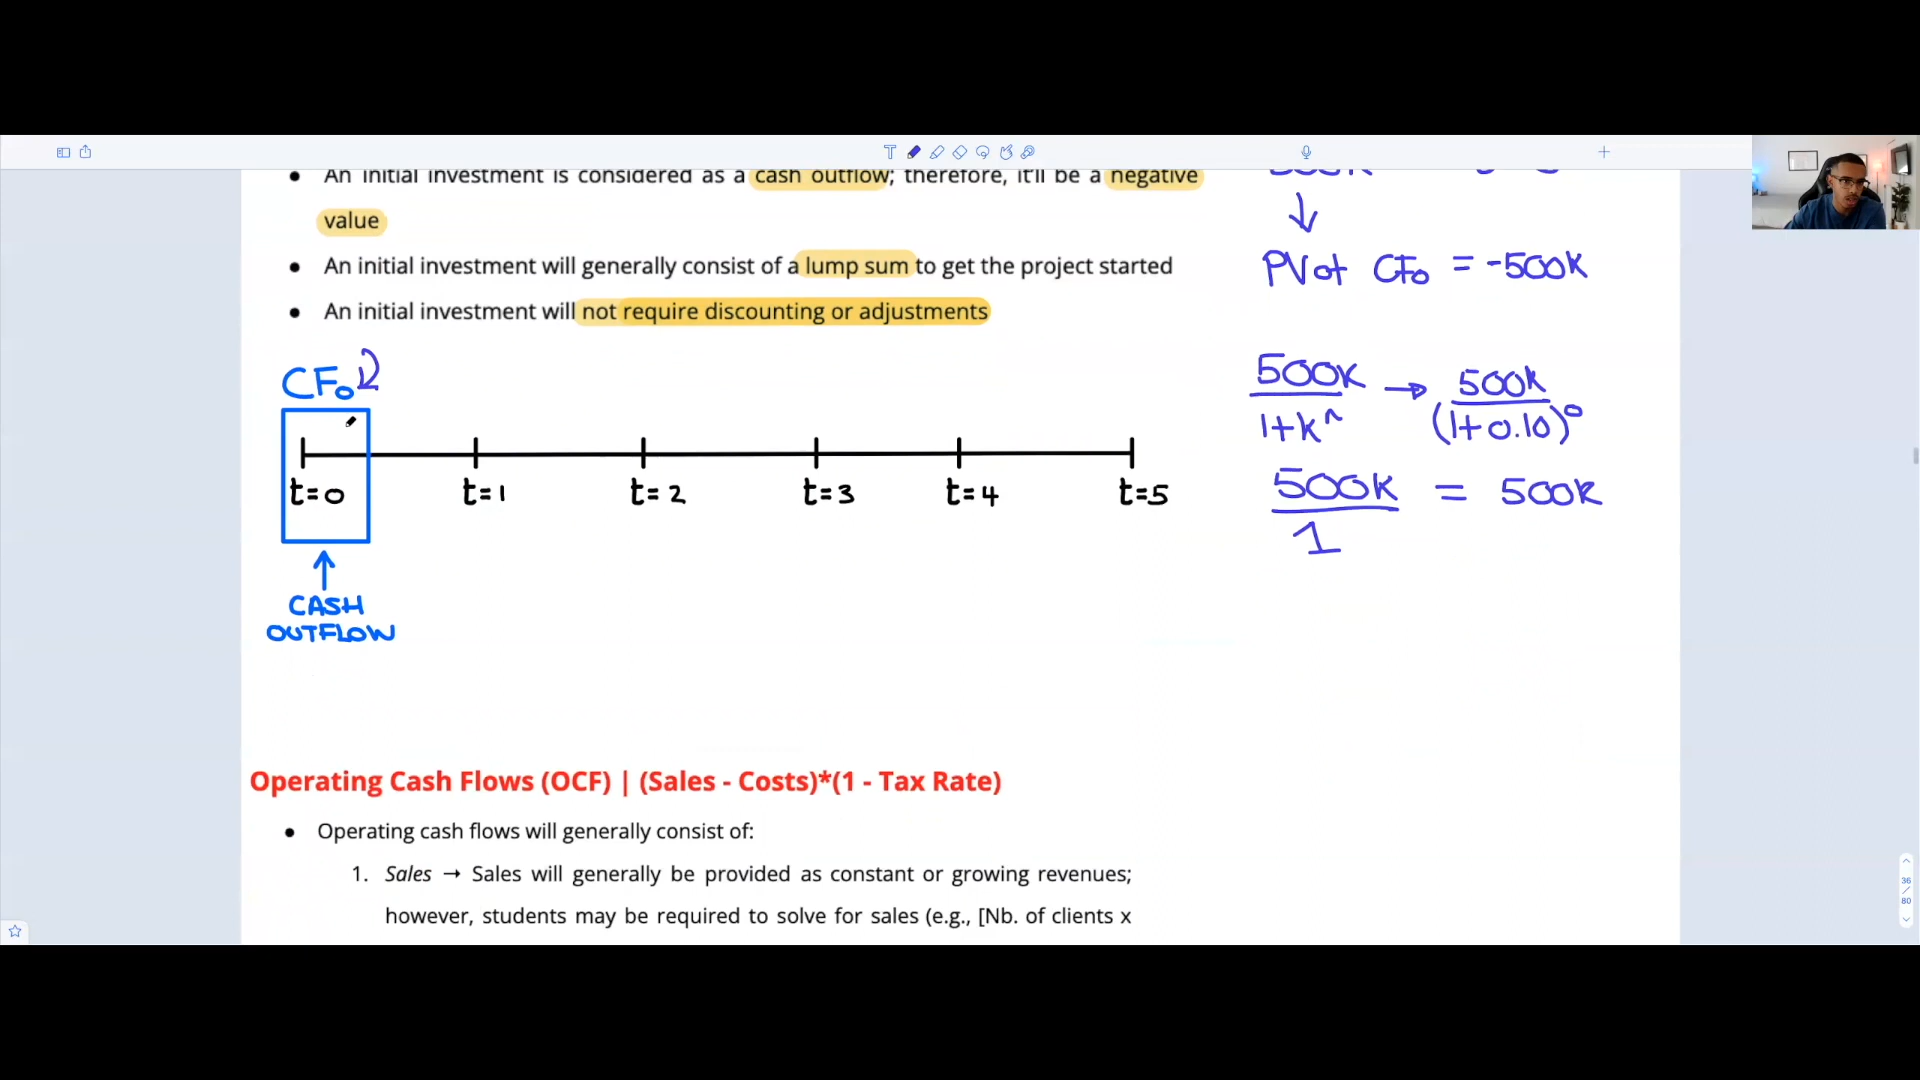 An initial investment is considered as a cash outflow; therefore, it'll be a negative
value
An initial investment will generally consist of a lump sum to get the project started
An initial investment will not require discounting or adjustments
CF₀
t=0 t=1 t=2 t=3 t=4 t=5
CASH
OUTFLOW
PV of CF₀ = -500K
500K → 500K
1+kⁿ (1+0.10)⁰
500K = 500K
1
Operating Cash Flows (OCF) | (Sales - Costs)*(1 - Tax Rate)
Operating cash flows will generally consist of:
1. Sales → Sales will generally be provided as constant or growing revenues;
however, students may be required to solve for sales (e.g., [Nb. of clients x
36
/
80